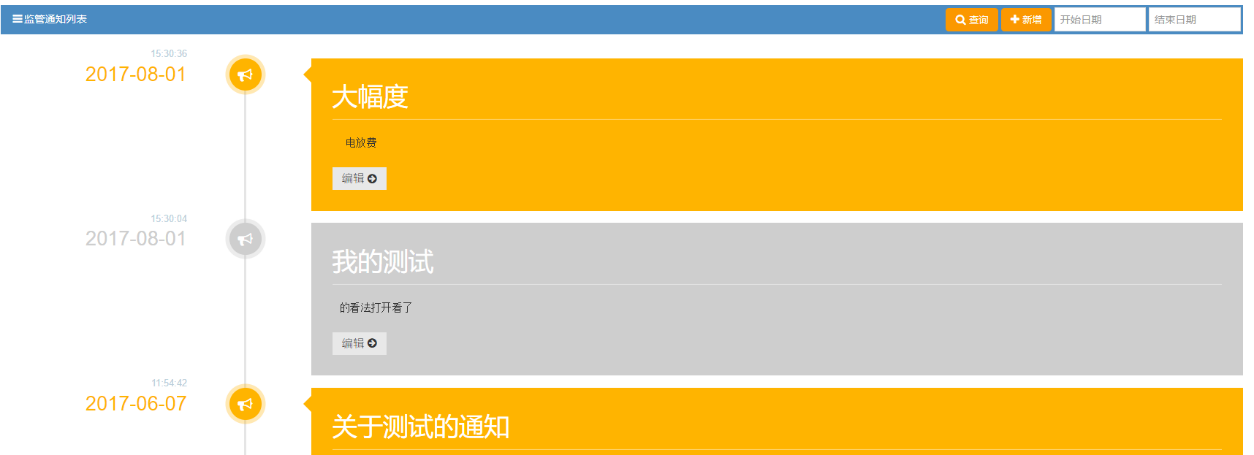 监管通知列表
查询 新增 开始日期 结束日期
15:30:36
2017-08-01
大幅度
电放费
编辑
15:30:04
2017-08-01
我的测试
的看法打开看了
编辑
11:54:42
2017-06-07
关于测试的通知